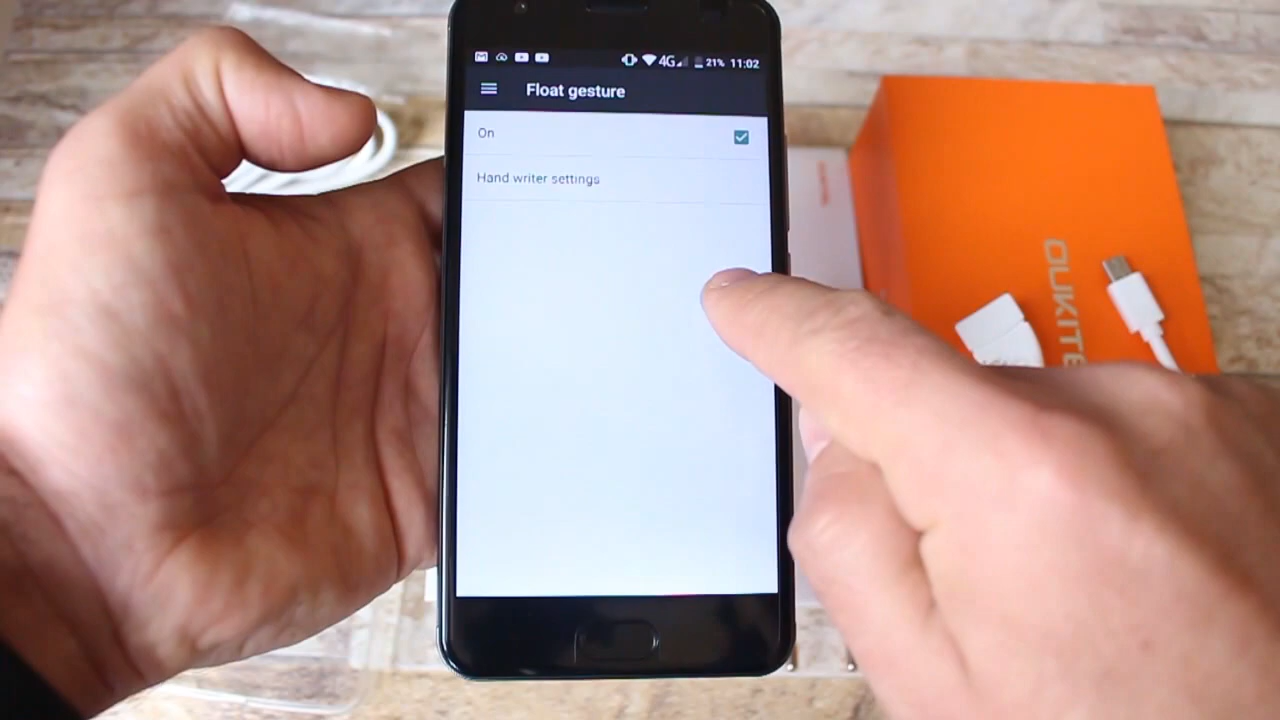 4G 21% 11:02
Float gesture
On
Hand writer settings
OUKITE